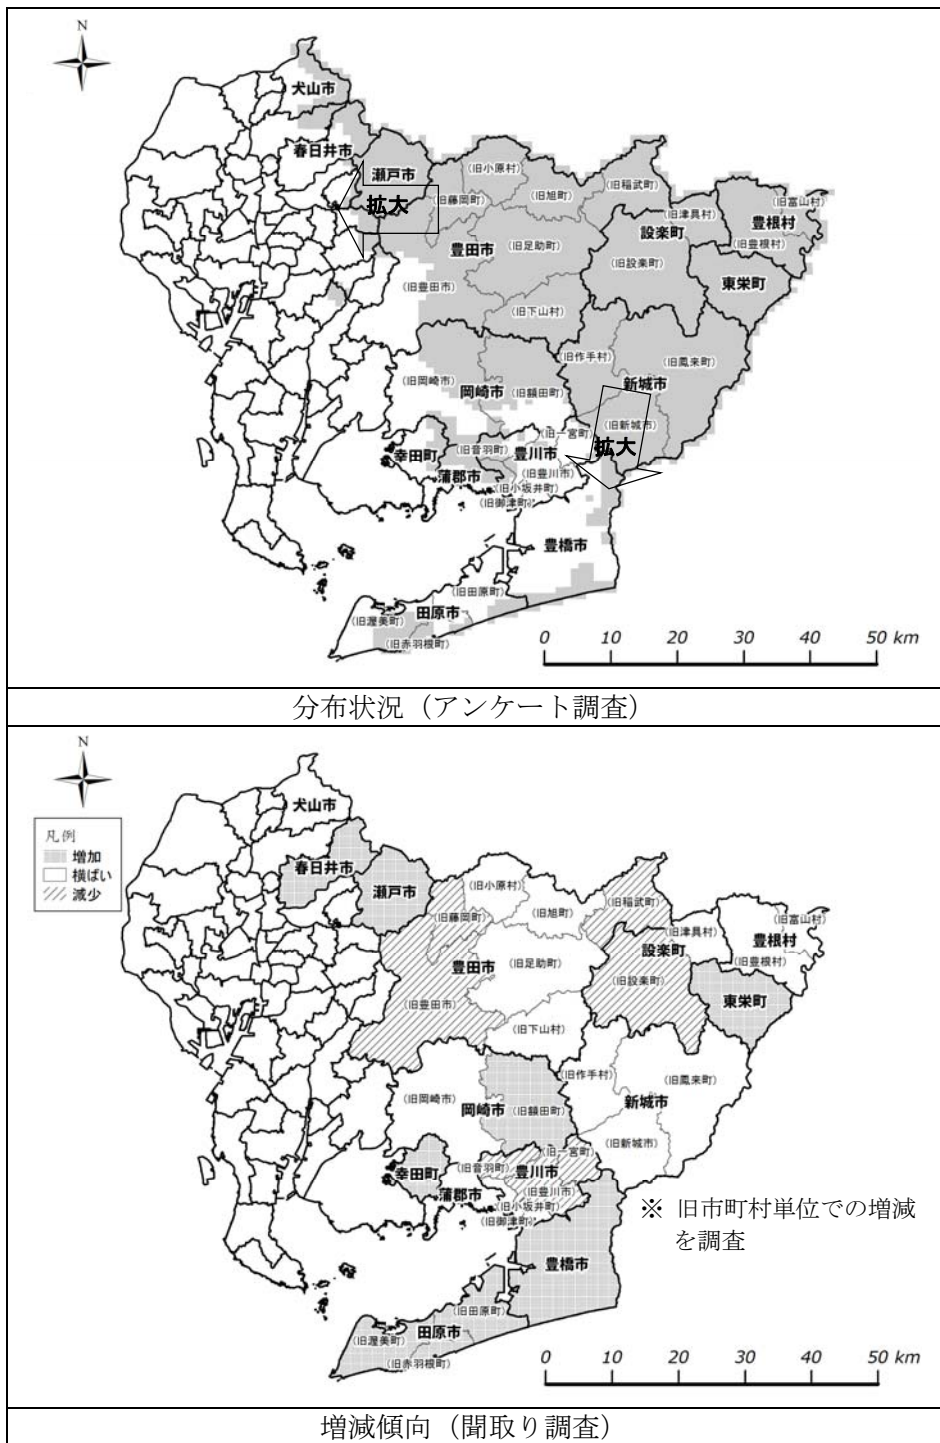 N
犬山市
春日井市
瀬戸市
拡大
(旧小原村)
(旧稲武町)
(旧藤岡町)
(旧旭町)
(旧津具村)
(旧富山村)
豊根村
設楽町
豊田市
(旧足助町)
(旧設楽町)
(旧豊根村)
東栄町
(旧豊田市)
(旧下山村)
(旧作手村)
(旧鳳来町)
(旧岡崎市)
岡崎市
(旧額田町)
新城市
(旧新城市)
拡大
(旧一宮町)
(旧音羽町)
豊川市
幸田町
蒲郡市
(旧豊川市)
(旧小坂井町)
(旧御津町)
豊橋市
(旧田原町)
田原市
(旧渥美町)
(旧赤羽根町)
0 10 20 30 40 50 km
分布状況（アンケート調査）
N
凡例
増加
横ばい
減少
犬山市
春日井市
瀬戸市
(旧小原村)
(旧稲武町)
(旧藤岡町)
(旧旭町)
(旧津具村)
(旧富山村)
豊根村
設楽町
豊田市
(旧足助町)
(旧設楽町)
(旧豊根村)
東栄町
(旧豊田市)
(旧下山村)
(旧作手村)
(旧鳳来町)
(旧岡崎市)
岡崎市
(旧額田町)
新城市
(旧新城市)
(旧一宮町)
(旧音羽町)
豊川市
幸田町
蒲郡市
(旧豊川市)
(旧小坂井町)
(旧御津町)
※ 旧市町村単位での増減
を調査
豊橋市
(旧田原町)
田原市
(旧渥美町)
(旧赤羽根町)
0 10 20 30 40 50 km
増減傾向（聞取り調査）